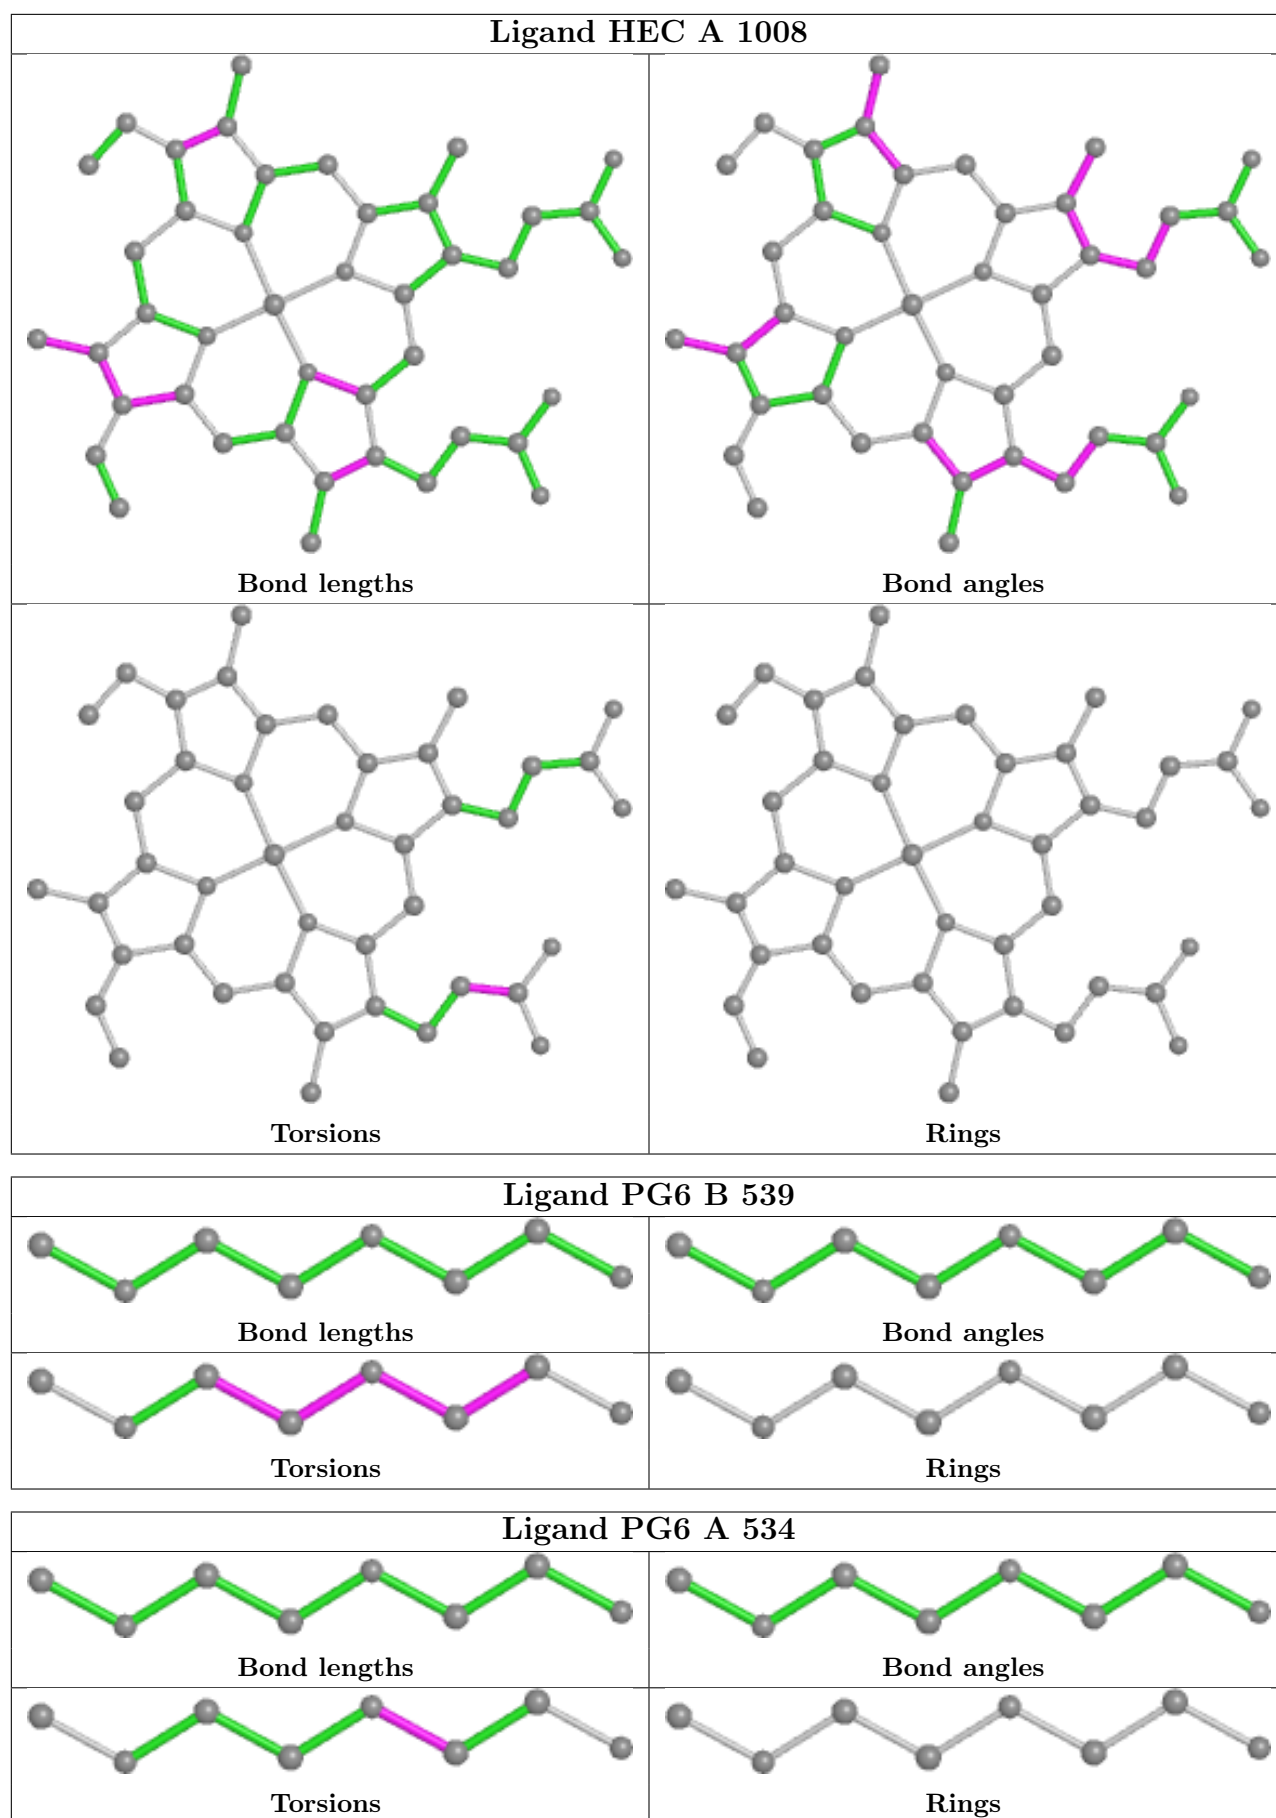 Ligand HEC A 1008
Bond lengths
Bond angles
Torsions
Rings
Ligand PG6 B 539
Bond lengths
Bond angles
Torsions
Rings
Ligand PG6 A 534
Bond lengths
Bond angles
Torsions
Rings